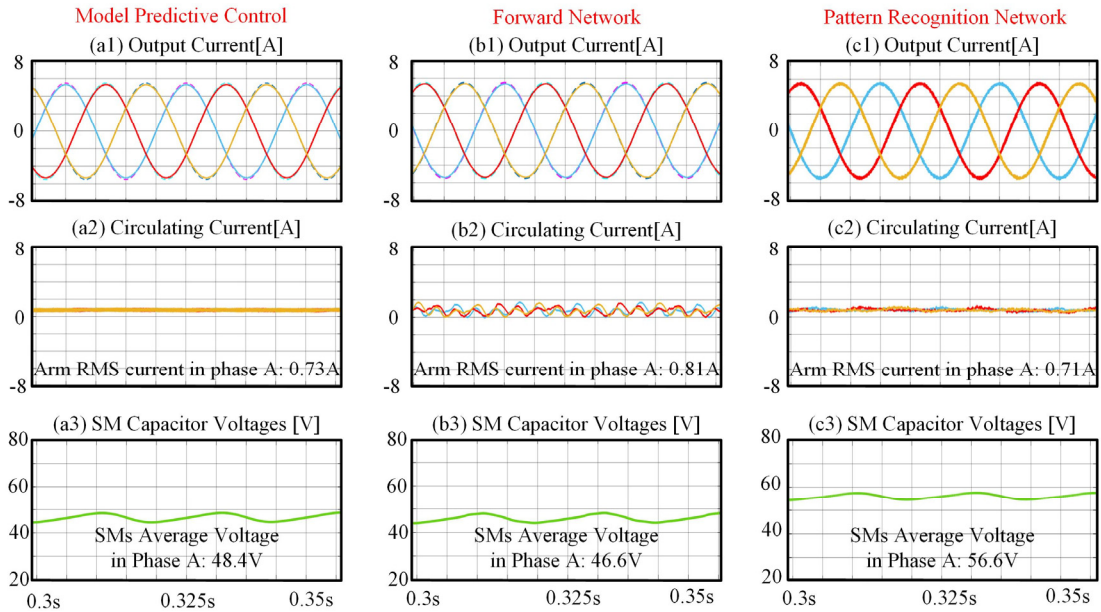 Model Predictive Control
Forward Network
Pattern Recognition Network
(a1) Output Current[A]
(b1) Output Current[A]
(c1) Output Current[A]
8
0
-8
8
0
-8
8
0
-8
(a2) Circulating Current[A]
(b2) Circulating Current[A]
(c2) Circulating Current[A]
8
0
-8
Arm RMS current in phase A: 0.73A
8
0
-8
Arm RMS current in phase A: 0.81A
8
0
-8
Arm RMS current in phase A: 0.71A
(a3) SM Capacitor Voltages [V]
(b3) SM Capacitor Voltages [V]
(c3) SM Capacitor Voltages [V]
80
60
40
20
SMs Average Voltage
in Phase A: 48.4V
80
60
40
20
SMs Average Voltage
in Phase A: 46.6V
80
60
40
20
SMs Average Voltage
in Phase A: 56.6V
0.3s
0.325s
0.35s
0.3s
0.325s
0.35s
0.3s
0.325s
0.35s